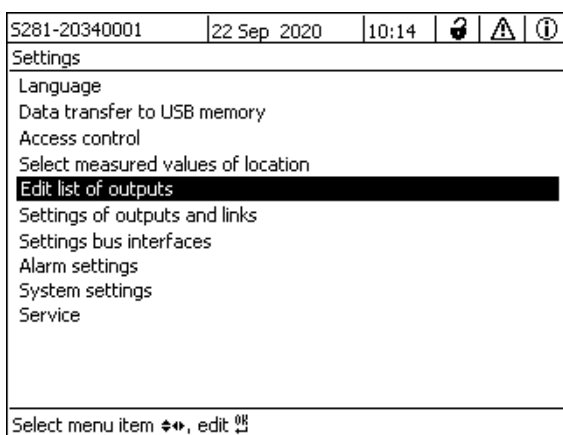 S281-20340001 22 Sep 2020 10:14
Settings
Language
Data transfer to USB memory
Access control
Select measured values of location
Edit list of outputs
Settings of outputs and links
Settings bus interfaces
Alarm settings
System settings
Service
Select menu item , edit OK